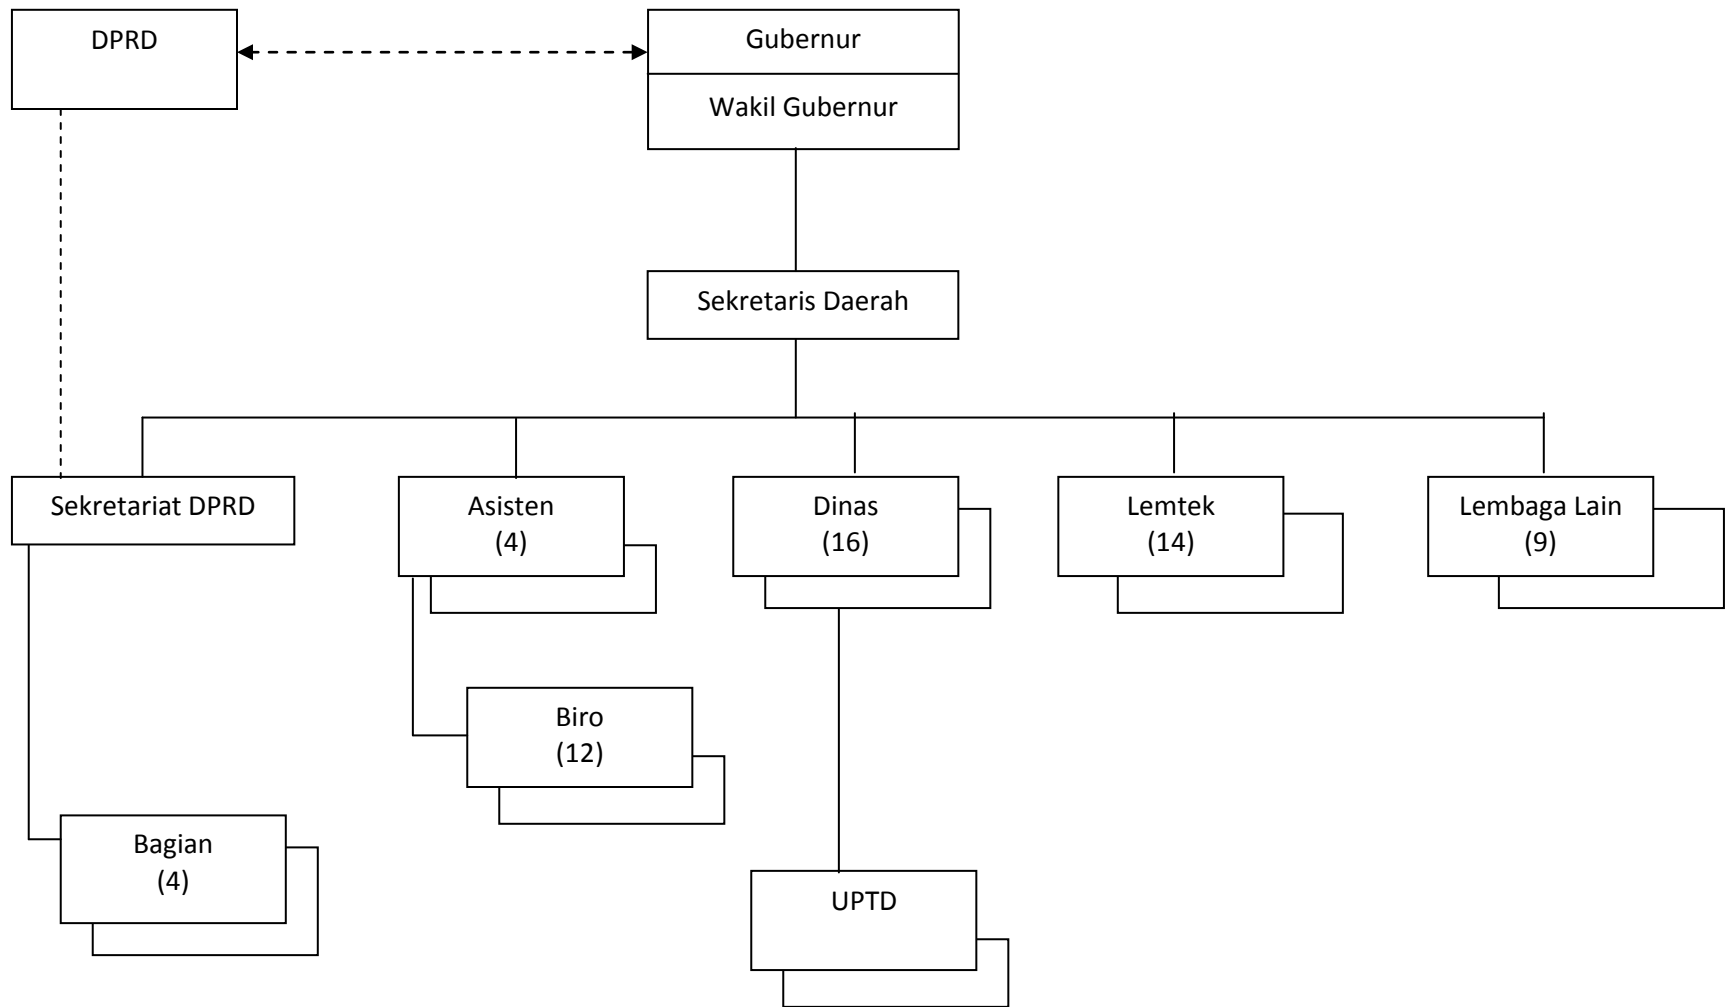 DPRD
Gubernur
Wakil Gubernur
Sekretaris Daerah
Sekretariat DPRD
Asisten
(4)
Dinas
(16)
Lemtek
(14)
Lembaga Lain
(9)
Biro
(12)
Bagian
(4)
UPTD